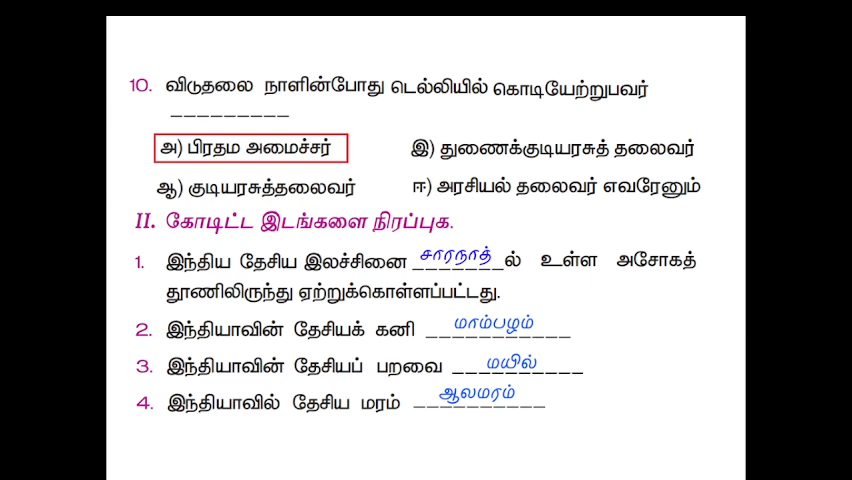 10. விடுதலை நாளின்போது டெல்லியில் கொடியேற்றுபவர்
_________
அ) பிரதம அமைச்சர் இ) துணைக்குடியரசுத் தலைவர்
ஆ) குடியரசுத்தலைவர் ஈ) அரசியல் தலைவர் எவரேனும்
II. கோடிட்ட இடங்களை நிரப்புக.
1. இந்திய தேசிய இலச்சினை சாரநாத் ல் உள்ள அசோகத்
தூணிலிருந்து ஏற்றுக்கொள்ளப்பட்டது.
2. இந்தியாவின் தேசியக் கனி மாம்பழம்
3. இந்தியாவின் தேசியப் பறவை மயில்
4. இந்தியாவில் தேசிய மரம் ஆலமரம்